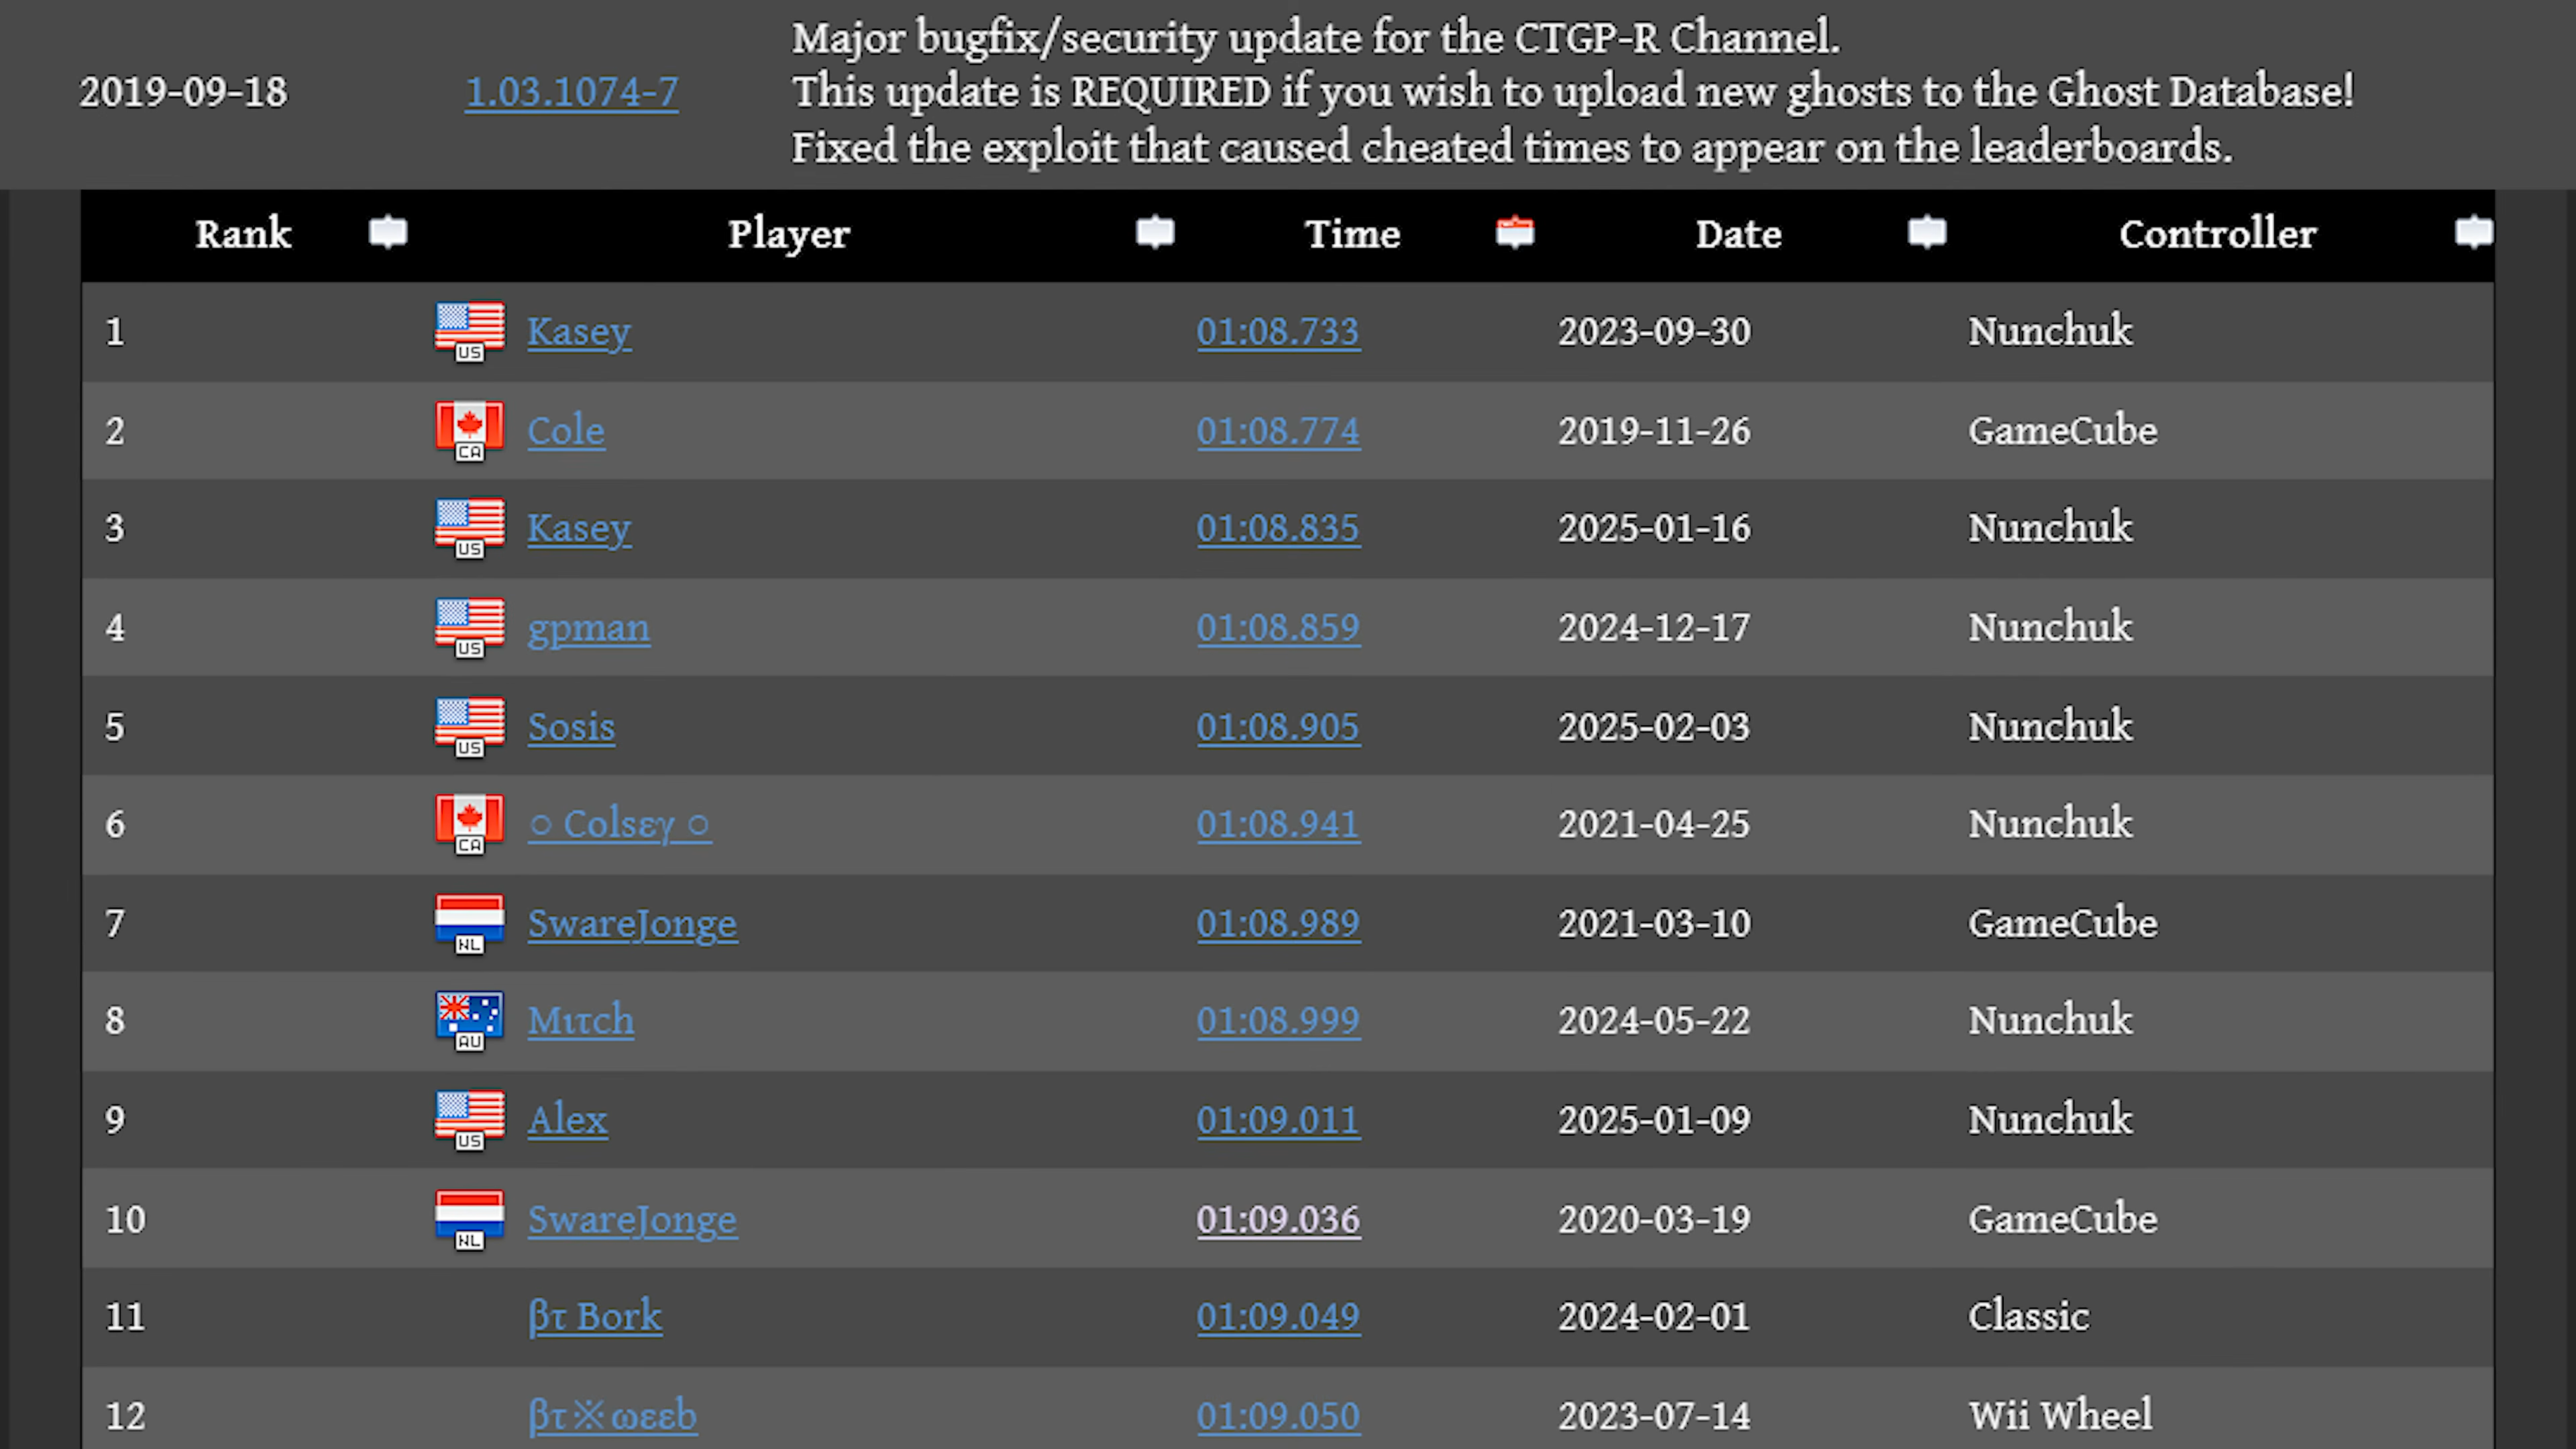 Major bugfix/security update for the CTGP-R Channel.
2019-09-18 1.03.1074-7 This update is REQUIRED if you wish to upload new ghosts to the Ghost Database!
Fixed the exploit that caused cheated times to appear on the leaderboards.
Rank Player Time Date Controller
1 US Kasey 01:08.733 2023-09-30 Nunchuk
2 CA Cole 01:08.774 2019-11-26 GameCube
3 US Kasey 01:08.835 2025-01-16 Nunchuk
4 US gpman 01:08.859 2024-12-17 Nunchuk
5 US Sosis 01:08.905 2025-02-03 Nunchuk
6 CA ○ Colsεγ ○ 01:08.941 2021-04-25 Nunchuk
7 NL SwareJonge 01:08.989 2021-03-10 GameCube
8 AU Mιτch 01:08.999 2024-05-22 Nunchuk
9 US Alex 01:09.011 2025-01-09 Nunchuk
10 NL SwareJonge 01:09.036 2020-03-19 GameCube
11 βτ Bork 01:09.049 2024-02-01 Classic
12 βτ※ωεεb 01:09.050 2023-07-14 Wii Wheel